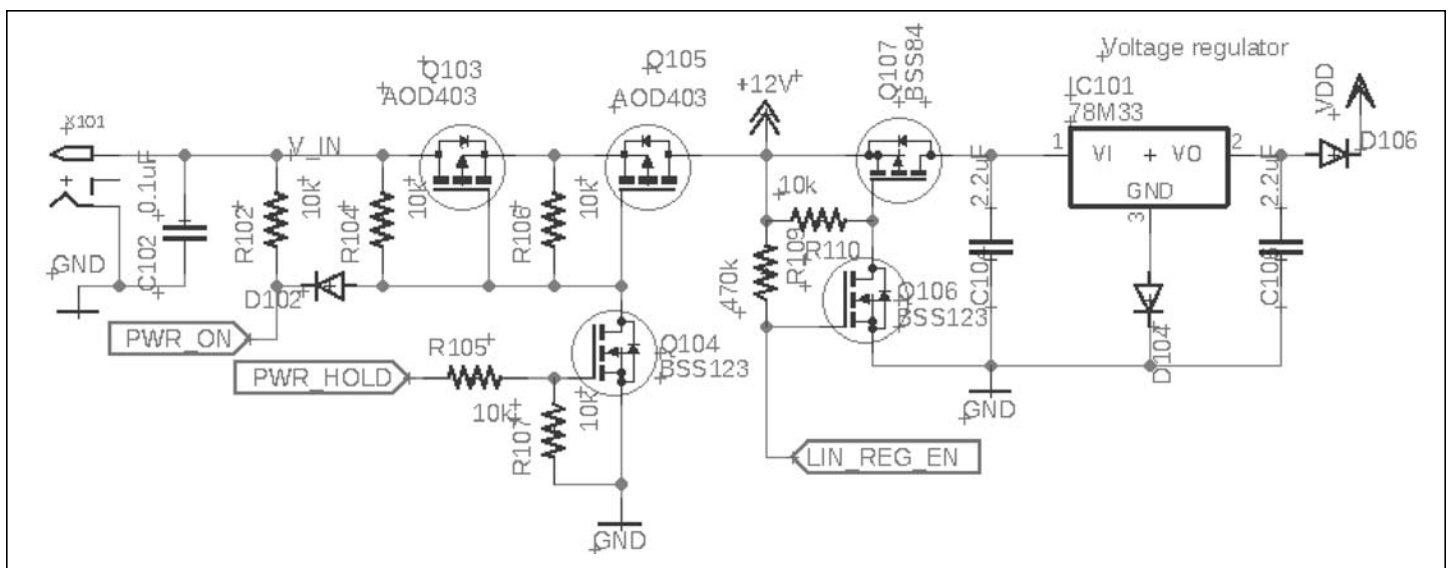 Q103
AOD403
Q105
AOD403
+12V
Q107
BSS84
Voltage regulator
IC101
78M33
VDD
D106
X101
V_IN
0.1uF
C102
R102
10k
R104
10k
R106
10k
10k
R110
R109
470k
2.2uF
1
VI
VO
2
GND
3
2.2uF
GND
D102
PWR_ON
Q106
BSS123
D104
R105
10k
Q104
BSS123
PWR_HOLD
R107
10k
GND
LIN_REG_EN
GND